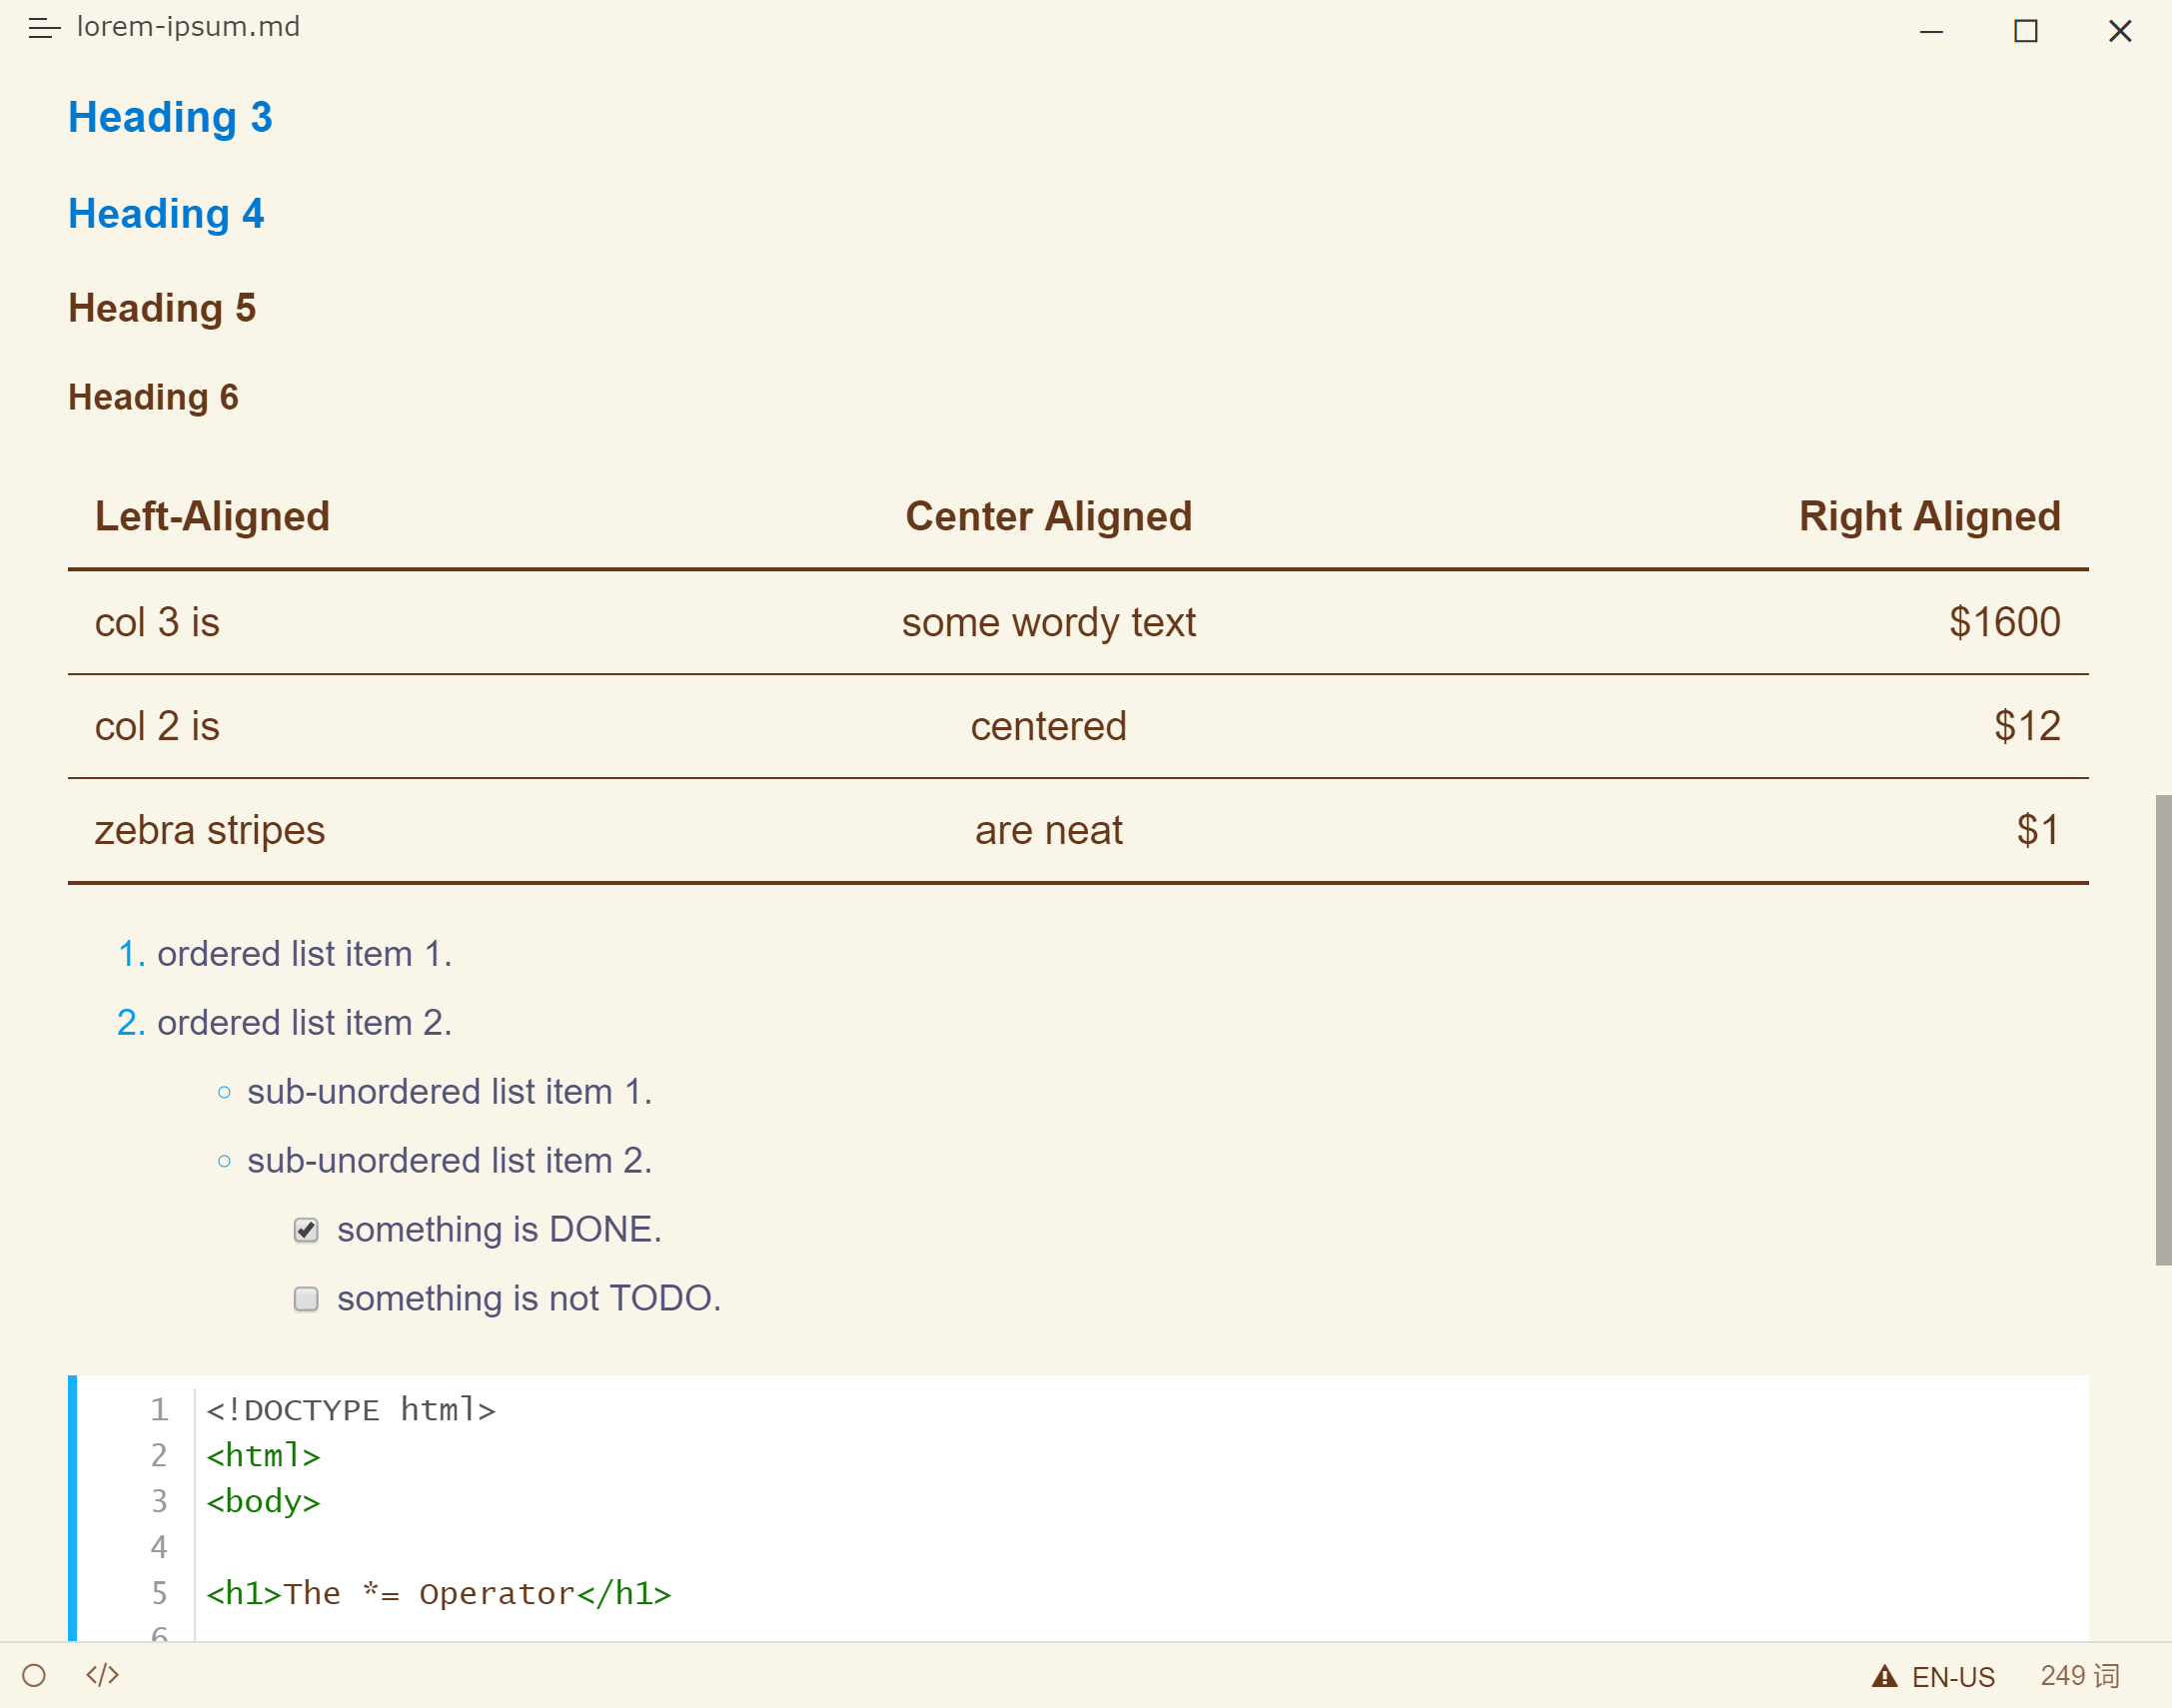 lorem-ipsum.md
Heading 3
Heading 4
Heading 5
Heading 6
Left-Aligned Center Aligned Right Aligned
col 3 is some wordy text $1600
col 2 is centered $12
zebra stripes are neat $1
1. ordered list item 1.
2. ordered list item 2.
sub-unordered list item 1.
sub-unordered list item 2.
something is DONE.
something is not TODO.
1 <!DOCTYPE html>
2 <html>
3 <body>
4
5 <h1>The *= Operator</h1>
6
</> EN-US 249 词